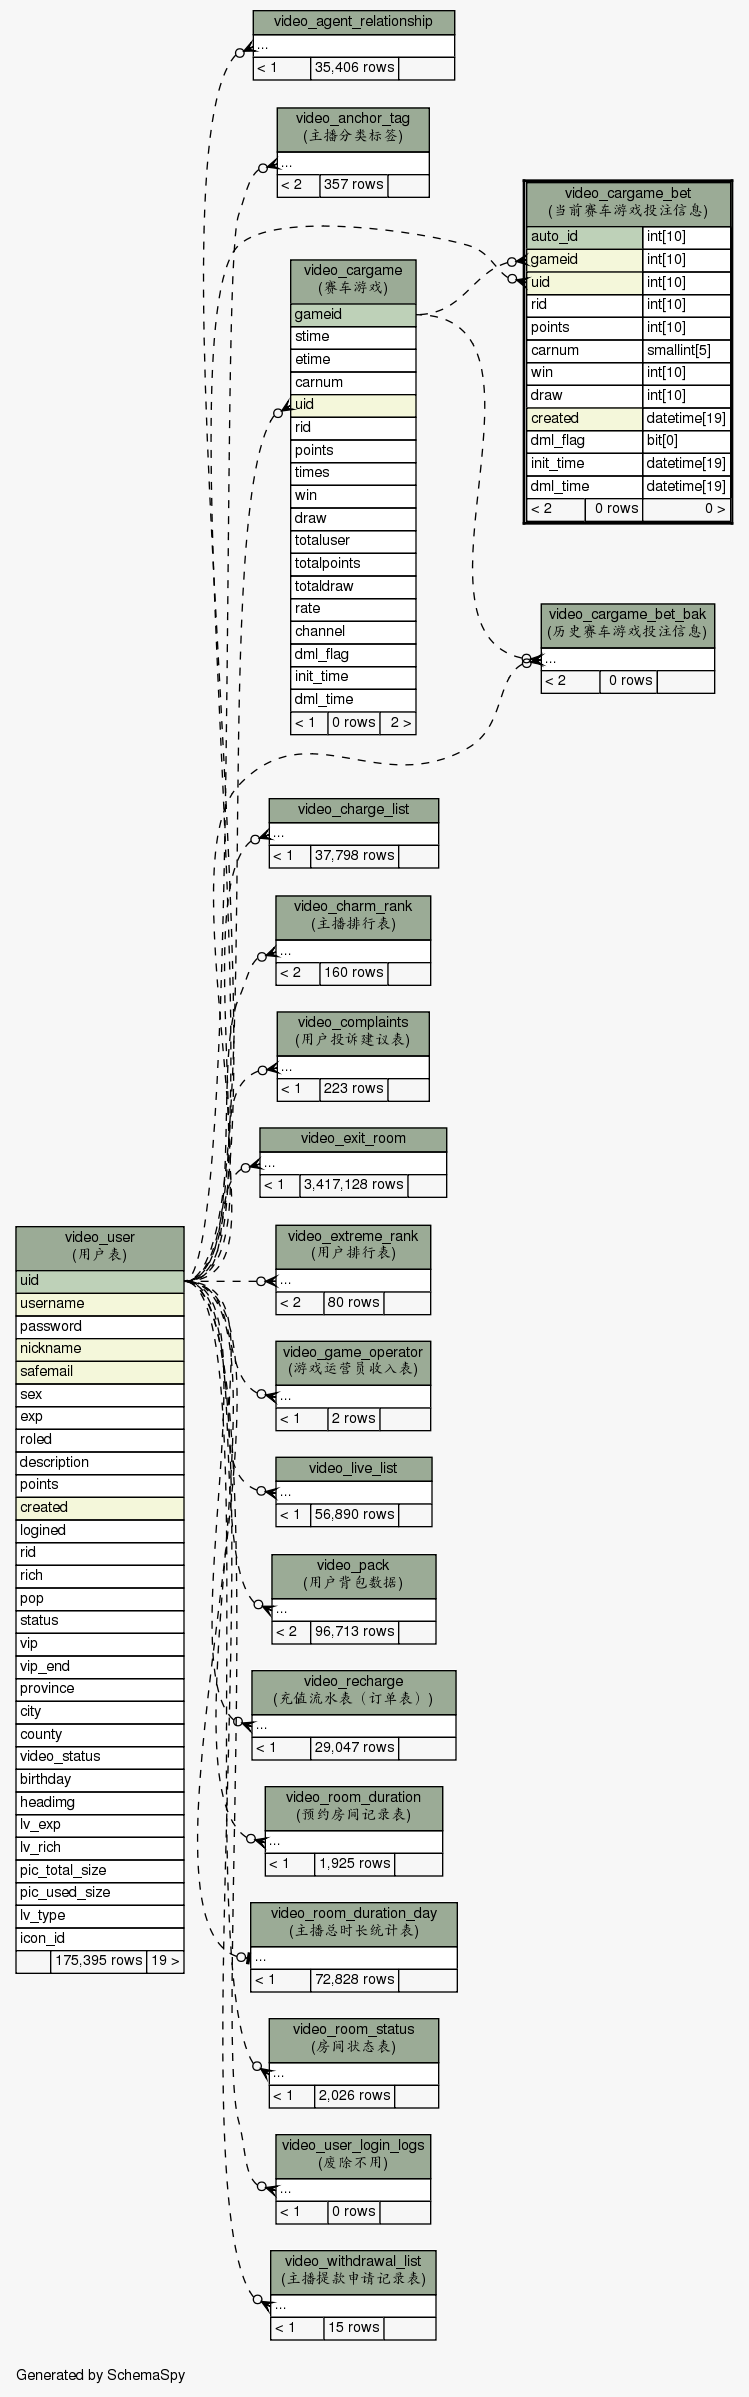 video_agent_relationship
...
< 1 35,406 rows
video_anchor_tag
(主播分类标签)
...
< 2 357 rows
video_cargame_bet
(当前赛车游戏投注信息)
auto_id int[10]
gameid int[10]
uid int[10]
rid int[10]
points int[10]
carnum smallint[5]
win int[10]
draw int[10]
created datetime[19]
dml_flag bit[0]
init_time datetime[19]
dml_time datetime[19]
< 2 0 rows 0 >
video_cargame
(赛车游戏)
gameid
stime
etime
carnum
uid
rid
points
times
win
draw
totaluser
totalpoints
totaldraw
rate
channel
dml_flag
init_time
dml_time
< 1 0 rows 2 >
video_cargame_bet_bak
(历史赛车游戏投注信息)
...
< 2 0 rows
video_charge_list
...
< 1 37,798 rows
video_charm_rank
(主播排行表)
...
< 2 160 rows
video_complaints
(用户投诉建议表)
...
< 1 223 rows
video_exit_room
...
< 1 3,417,128 rows
video_user
(用户表)
uid
username
password
nickname
safemail
sex
exp
roled
description
points
created
logined
rid
rich
pop
status
vip
vip_end
province
city
county
video_status
birthday
headimg
lv_exp
lv_rich
pic_total_size
pic_used_size
lv_type
icon_id
175,395 rows 19 >
video_extreme_rank
(用户排行表)
...
< 2 80 rows
video_game_operator
(游戏运营员收入表)
...
< 1 2 rows
video_live_list
...
< 1 56,890 rows
video_pack
(用户背包数据)
...
< 2 96,713 rows
video_recharge
(充值流水表（订单表）)
...
< 1 29,047 rows
video_room_duration
(预约房间记录表)
...
< 1 1,925 rows
video_room_duration_day
(主播总时长统计表)
...
< 1 72,828 rows
video_room_status
(房间状态表)
...
< 1 2,026 rows
video_user_login_logs
(废除不用)
...
< 1 0 rows
video_withdrawal_list
(主播提款申请记录表)
...
< 1 15 rows
Generated by SchemaSpy